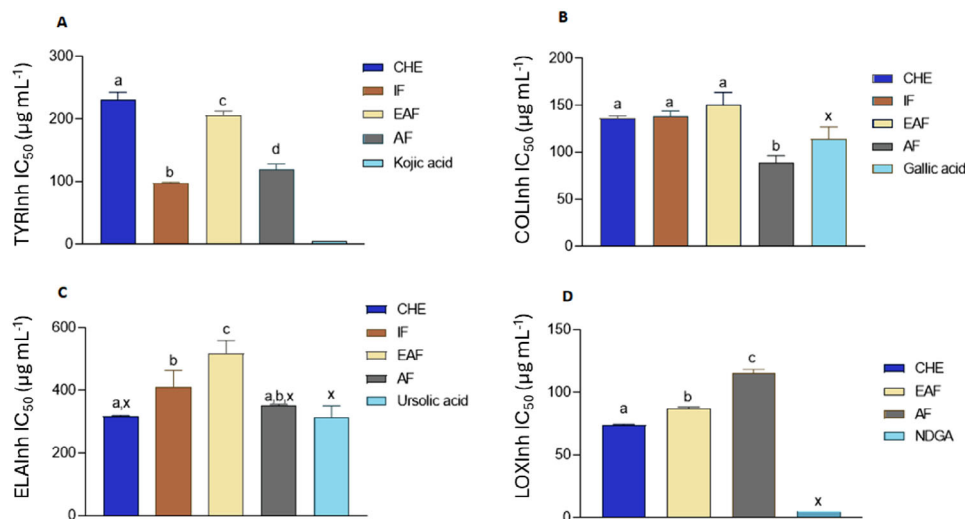 A
TYRInh IC50 (µg mL-1)
300
200
100
0
a
b
c
d
CHE
IF
EAF
AF
Kojic acid
B
COLInh IC50 (µg mL-1)
200
150
100
50
0
a
a
a
b
x
CHE
IF
EAF
AF
Gallic acid
C
ELAInh IC50 (µg mL-1)
600
400
200
0
a,x
b
c
a,b,x
x
CHE
IF
EAF
AF
Ursolic acid
D
LOXInh IC50 (µg mL-1)
150
100
50
0
a
b
c
x
CHE
EAF
AF
NDGA